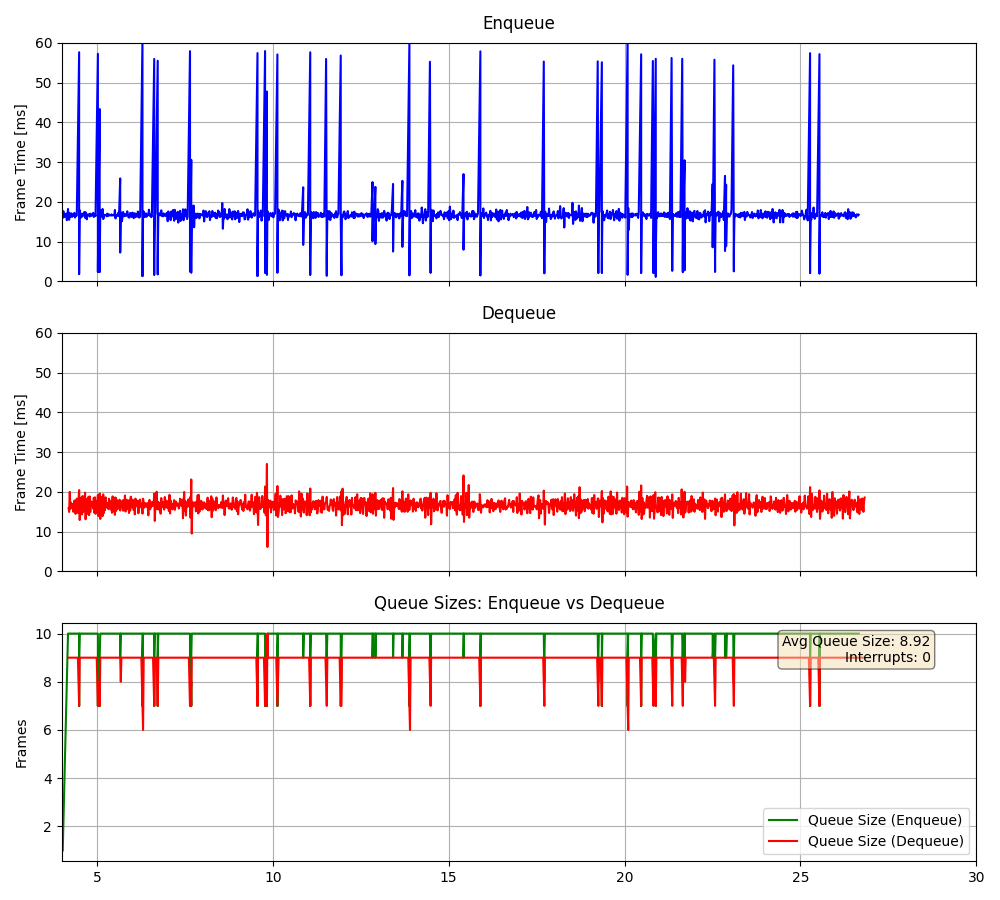 Enqueue
Frame Time [ms]
60
50
40
30
20
10
0
Dequeue
Frame Time [ms]
60
50
40
30
20
10
0
Queue Sizes: Enqueue vs Dequeue
Frames
10
8
6
4
2
Avg Queue Size: 8.92
Interrupts: 0
Queue Size (Enqueue)
Queue Size (Dequeue)
5 10 15 20 25 30